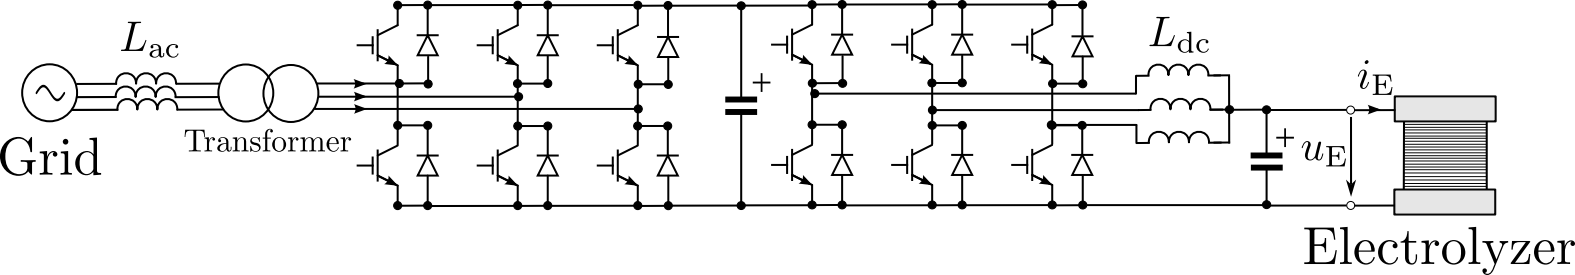 L_ac
Grid
Transformer
+
L_dc
+
i_E
u_E
Electrolyzer